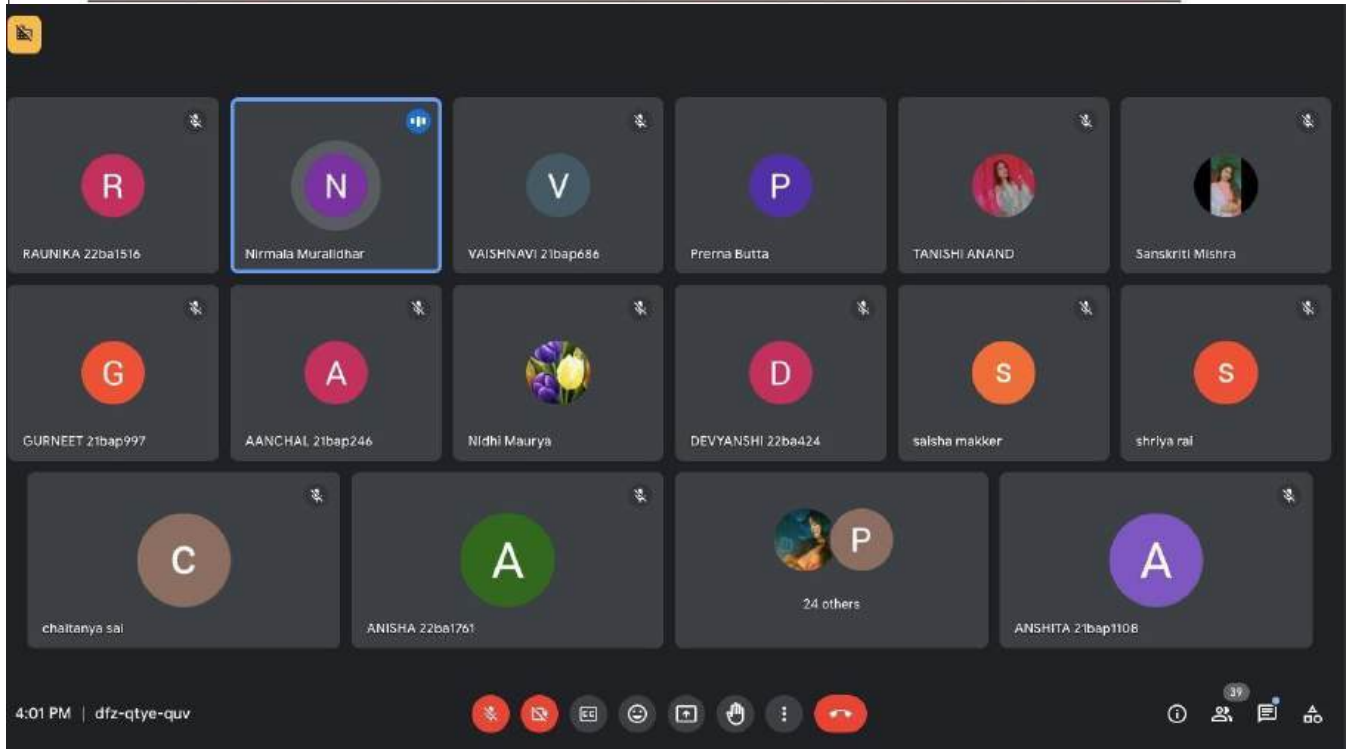 R
N
V
P
RAUNIKA 22ba1516
Nirmala Muralidhar
VAISHNAVI 21bap686
Prerna Butta
TANISHI ANAND
Sanskriti Mishra
G
A
D
s
s
GURNEET 21bap997
AANCHAL 21bap246
Nidhi Maurya
DEVYANSHI 22ba424
saisha makker
shriya rai
c
A
P
A
24 others
chaitanya sai
ANISHA 22ba1761
ANSHITA 21bap1108
39
4:01 PM | dfz-qtye-quv
CC